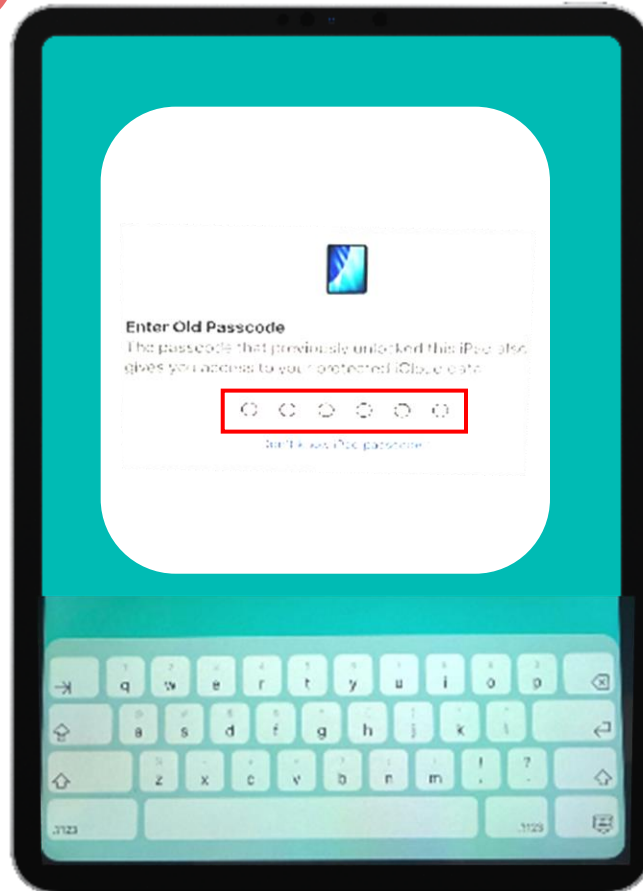 Enter Old Passcode
The passcode that previously unlocked this iPad also
gives you access to your protected iCloud data
Don't know iPad passcode
q w e r t y u i o p
a s d f g h j k l
z x c v b n m ! ?
.?123 .?123